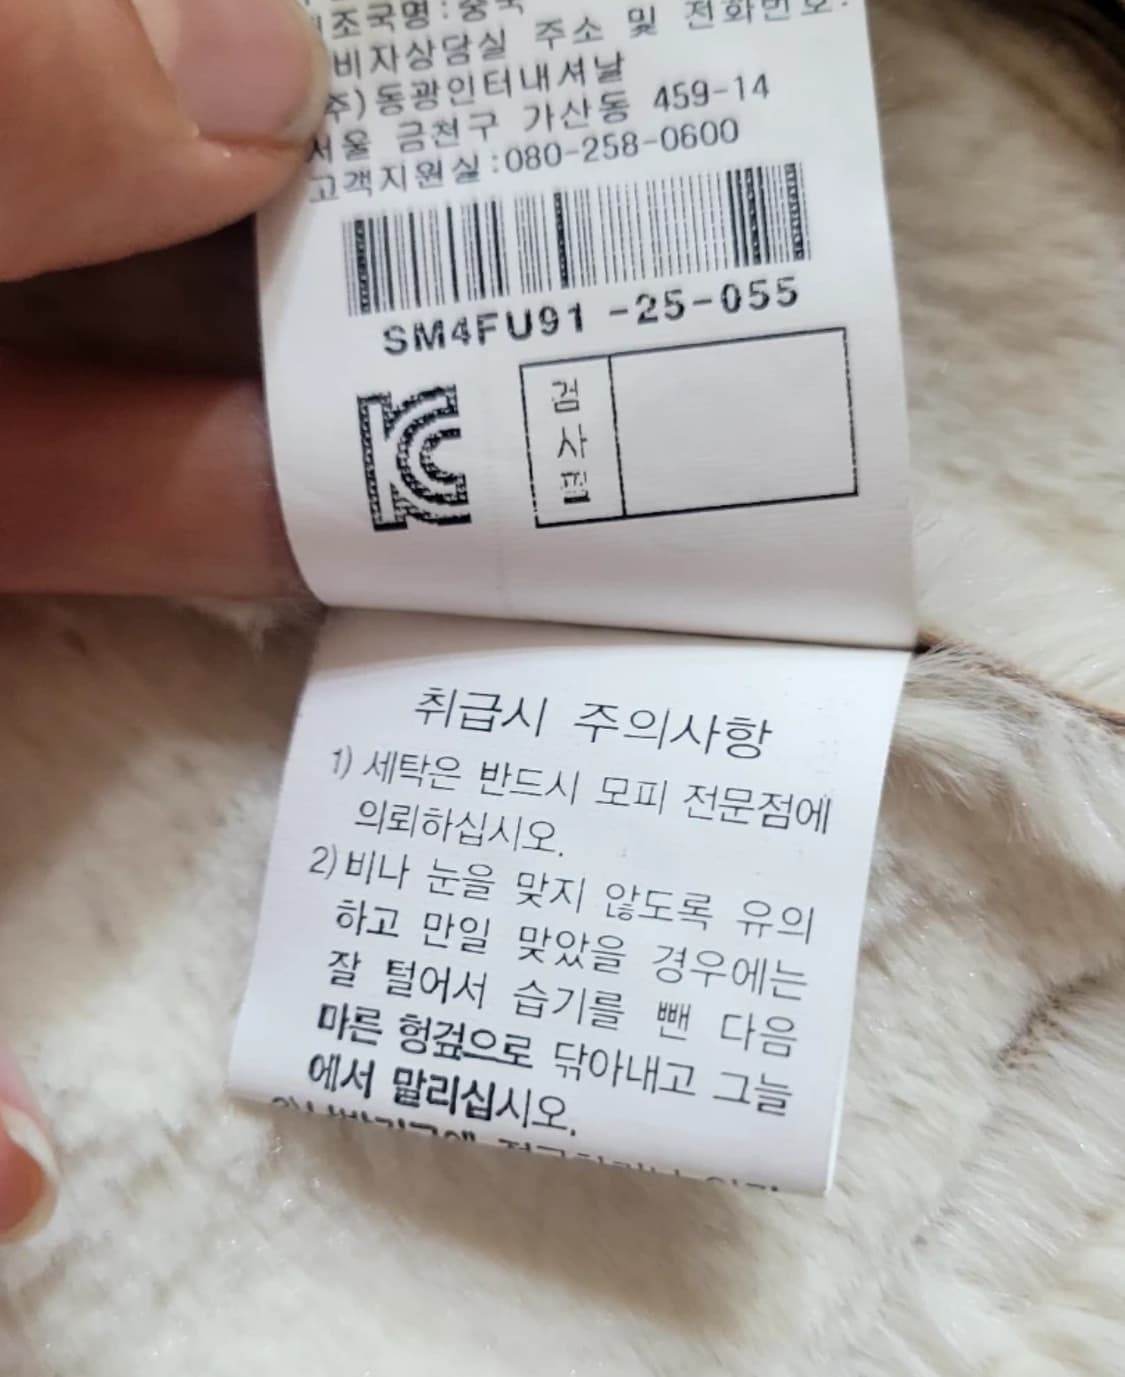 조국명:중국
비자상담실 주소 및 전화번호:
주)동광인터내셔날
서울 금천구 가산동 459-14
고객지원실:080-258-0600
SM4FU91 -25-055
KC
검
사
필
취급시 주의사항
1) 세탁은 반드시 모피 전문점에
의뢰하십시오.
2) 비나 눈을 맞지 않도록 유의
하고 만일 맞았을 경우에는
잘 털어서 습기를 뺀 다음
마른 헝겊으로 닦아내고 그늘
에서 말리십시오.